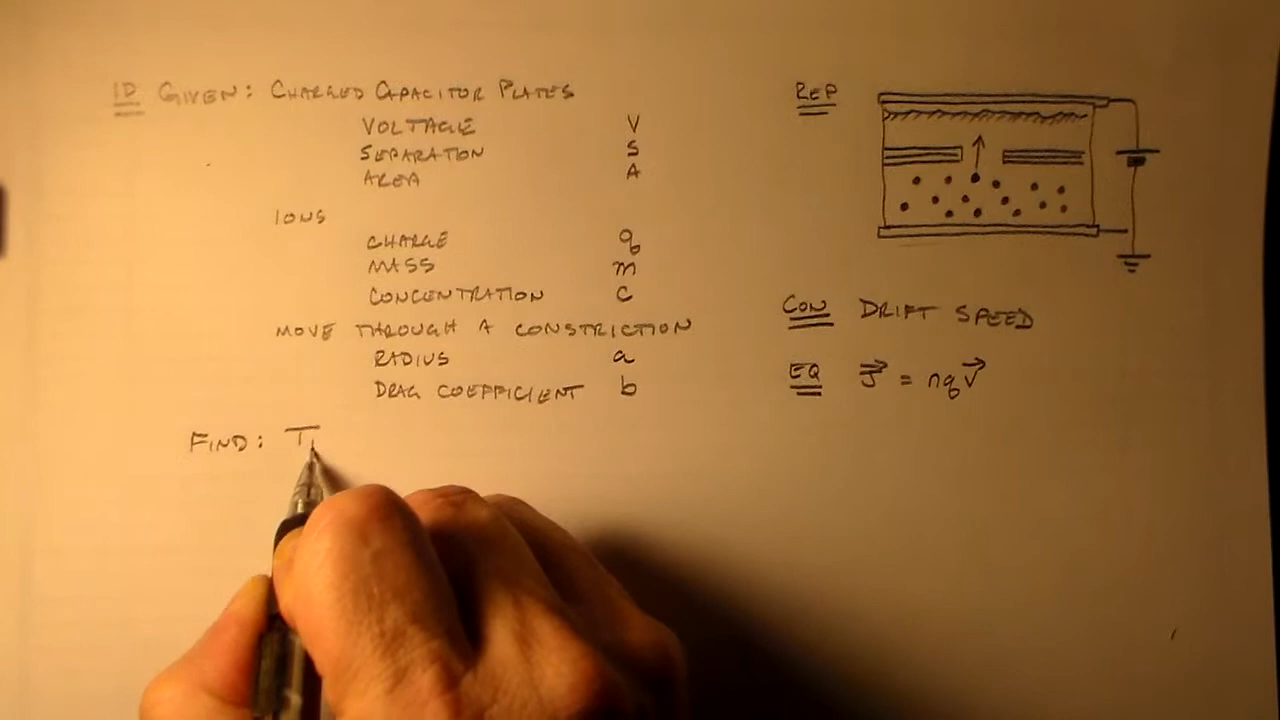 ID GIVEN: CHARGED CAPACITOR PLATES
VOLTAGE V
SEPARATION S
AREA A
IONS
CHARGE q
MASS m
CONCENTRATION C
MOVE THROUGH A CONSTRICTION
RADIUS a
DRAG COEFFICIENT b
FIND: TI
REP
CON DRIFT SPEED
EQ J⃗ = nqv⃗